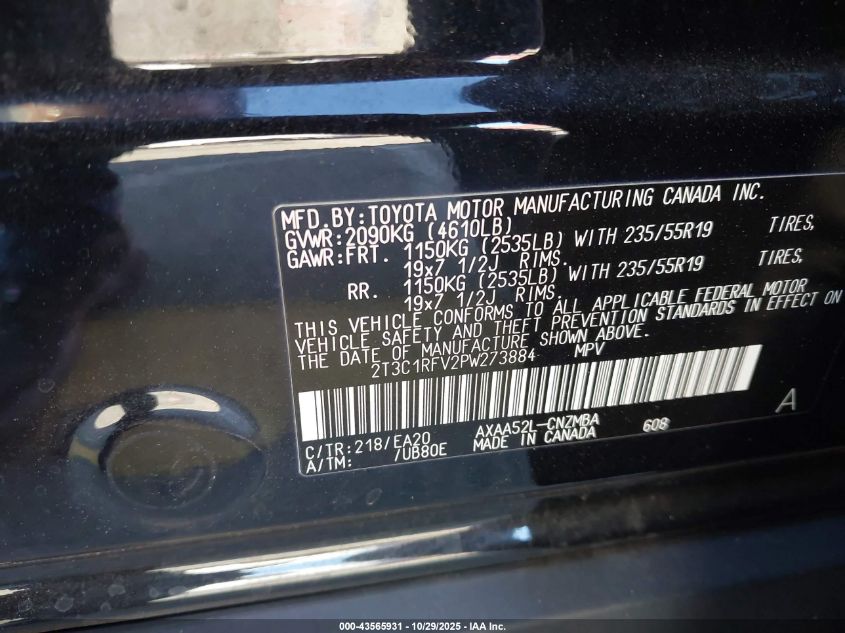 MFD.BY:TOYOTA MOTOR MANUFACTURING CANADA INC.
GVWR:2090KG (4610LB)
GAWR:FRT. 1150KG (2535LB) WITH 235/55R19 TIRES,
19x7 1/2J RIMS.
RR. 1150KG (2535LB) WITH 235/55R19 TIRES,
19x7 1/2J RIMS.
THIS VEHICLE CONFORMS TO ALL APPLICABLE FEDERAL MOTOR
VEHICLE SAFETY AND THEFT PREVENTION STANDARDS IN EFFECT ON
THE DATE OF MANUFACTURE SHOWN ABOVE.
2T3C1RFV2PW273884 MPV
A
C/TR:218/EA20 AXAA52L-CNZMBA 608
A/TM: /UB80E MADE IN CANADA
000-43565931 | 10/29/2025 | IAA Inc.